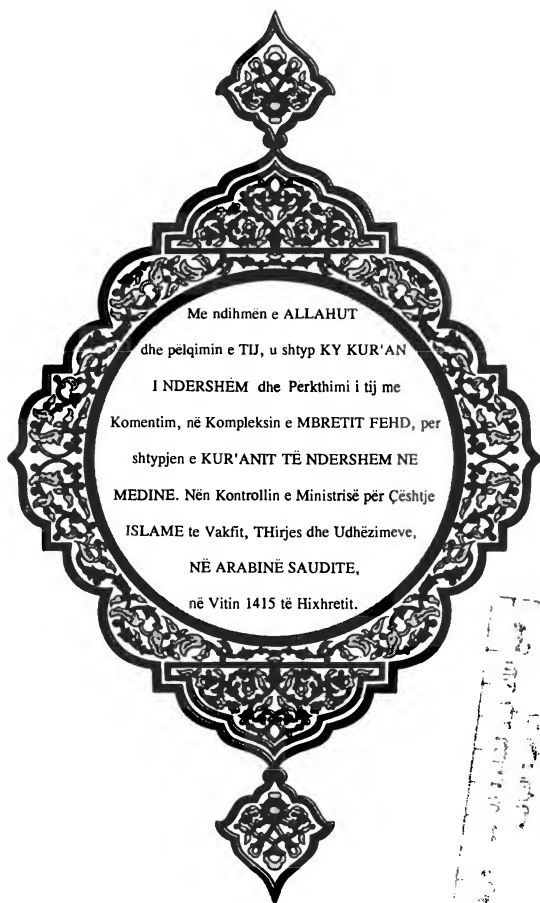 Me ndihmën e ALLAHUT
dhe pëlqimin e TIJ, u shtyp KY KUR'AN
I NDERSHËM dhe Përkthimi i tij me
Komentim, në Kompleksin e MBRETIT FEHD, per
shtypjen e KUR'ANIT TË NDERSHEM NE
MEDINE. Nën Kontrollin e Ministrisë për Çështje
ISLAME te Vakfit, THirjes dhe Udhëzimeve,
NË ARABINË SAUDITE,
në Vitin 1415 të Hixhretit.